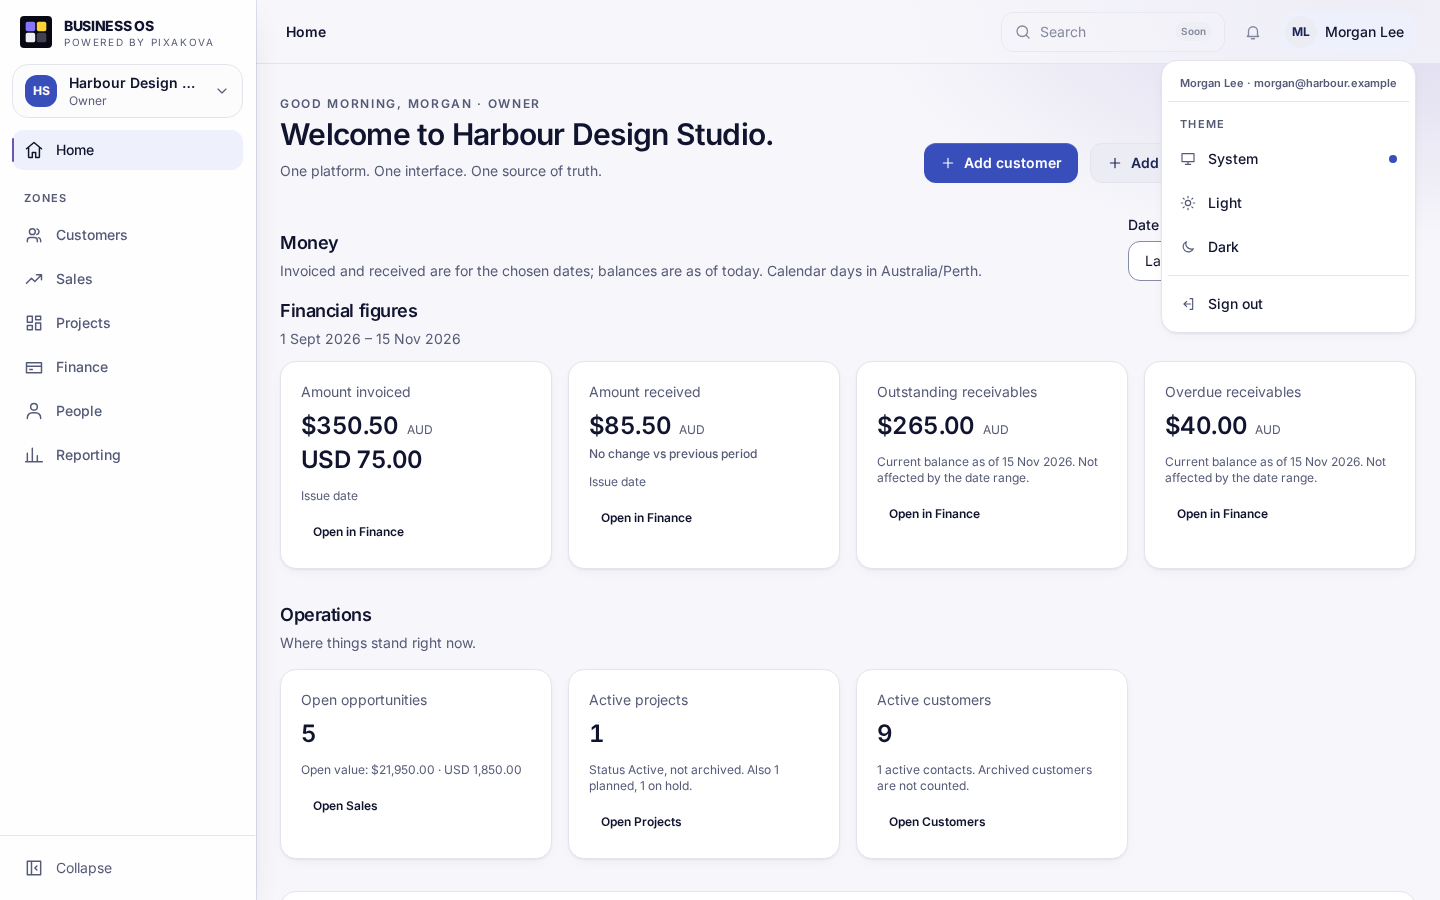 BUSINESS OS
POWERED BY PIXAKOVA
HS
Harbour Design ...
Owner
Home
ZONES
Customers
Sales
Projects
Finance
People
Reporting
Collapse
Home
Search
Soon
ML
Morgan Lee
Morgan Lee · morgan@harbour.example
THEME
System
Light
Dark
Sign out
GOOD MORNING, MORGAN · OWNER
Welcome to Harbour Design Studio.
One platform. One interface. One source of truth.
Add customer
Add
Money
Invoiced and received are for the chosen dates; balances are as of today. Calendar days in Australia/Perth.
Date
La
Financial figures
1 Sept 2026 – 15 Nov 2026
Amount invoiced
$350.50 AUD
USD 75.00
Issue date
Open in Finance
Amount received
$85.50 AUD
No change vs previous period
Issue date
Open in Finance
Outstanding receivables
$265.00 AUD
Current balance as of 15 Nov 2026. Not
affected by the date range.
Open in Finance
Overdue receivables
$40.00 AUD
Current balance as of 15 Nov 2026. Not
affected by the date range.
Open in Finance
Operations
Where things stand right now.
Open opportunities
5
Open value: $21,950.00 · USD 1,850.00
Open Sales
Active projects
1
Status Active, not archived. Also 1
planned, 1 on hold.
Open Projects
Active customers
9
1 active contacts. Archived customers
are not counted.
Open Customers